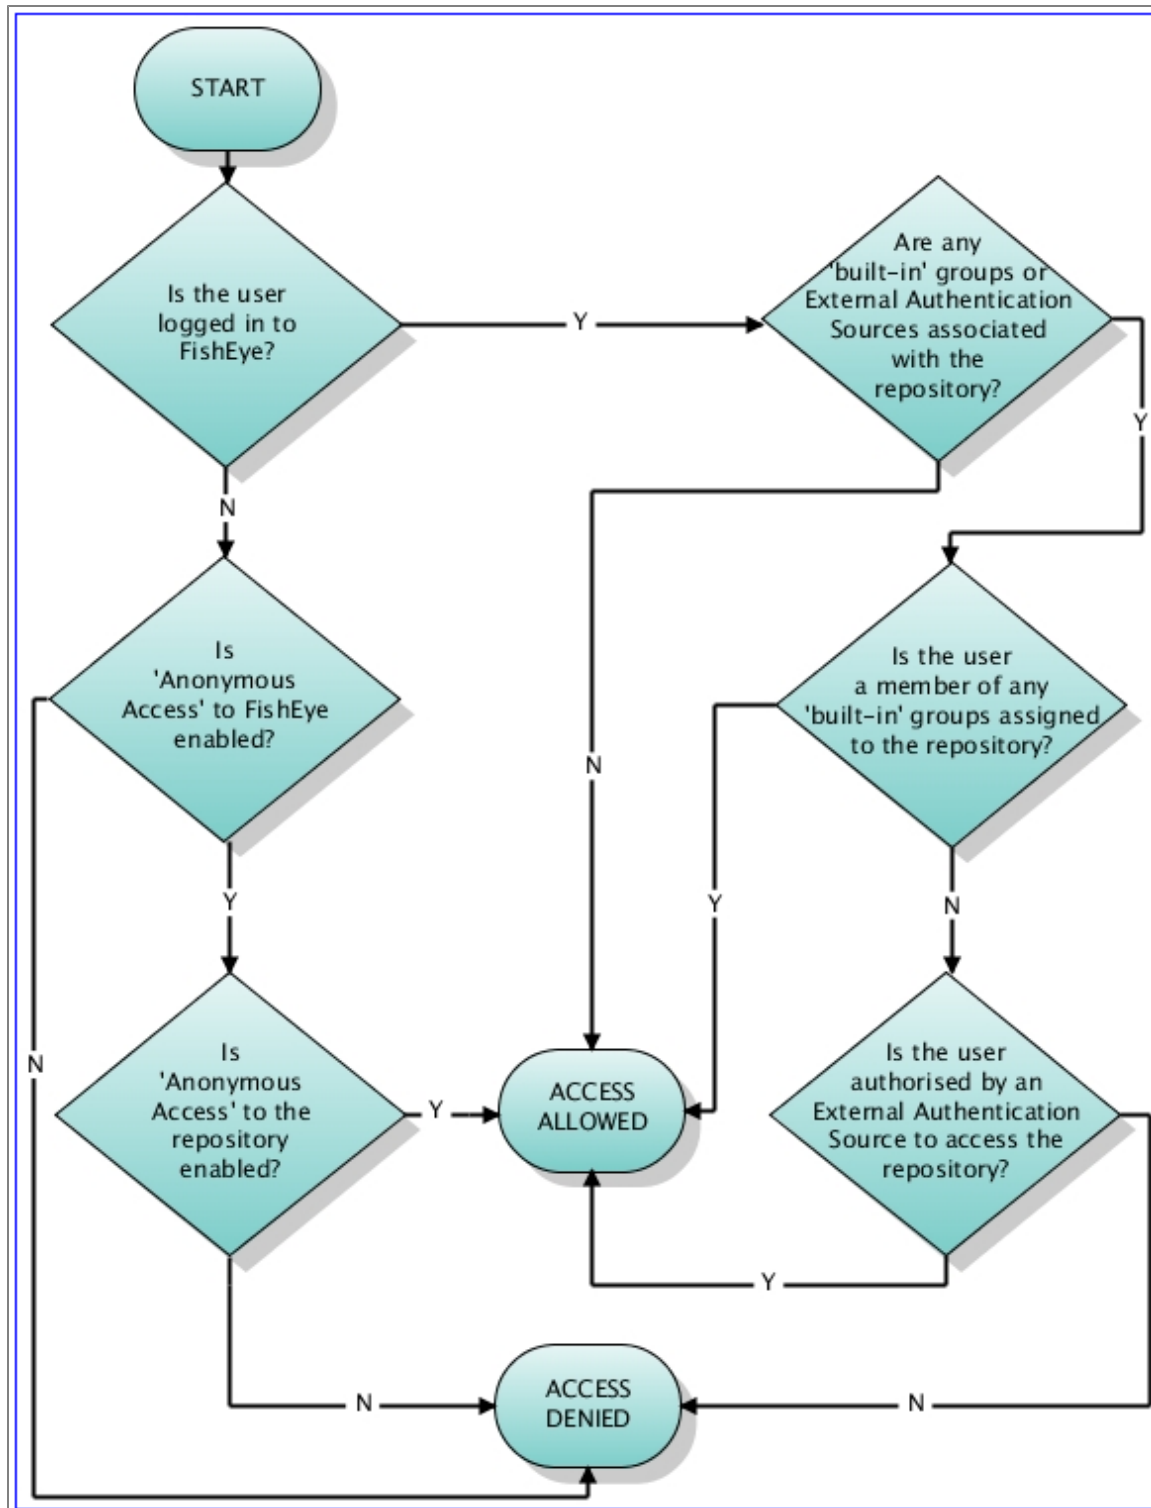 START
Is the user
logged in to
FishEye?
Y
Are any
'built-in' groups or
External Authentication
Sources associated
with the
repository?
Y
N
N
Is
'Anonymous
Access' to FishEye
enabled?
N
Y
Is the user
a member of any
'built-in' groups assigned
to the repository?
Y
N
Is
'Anonymous
Access' to the
repository
enabled?
Y
N
ACCESS
ALLOWED
Is the user
authorised by an
External Authentication
Source to access the
repository?
Y
N
ACCESS
DENIED
N